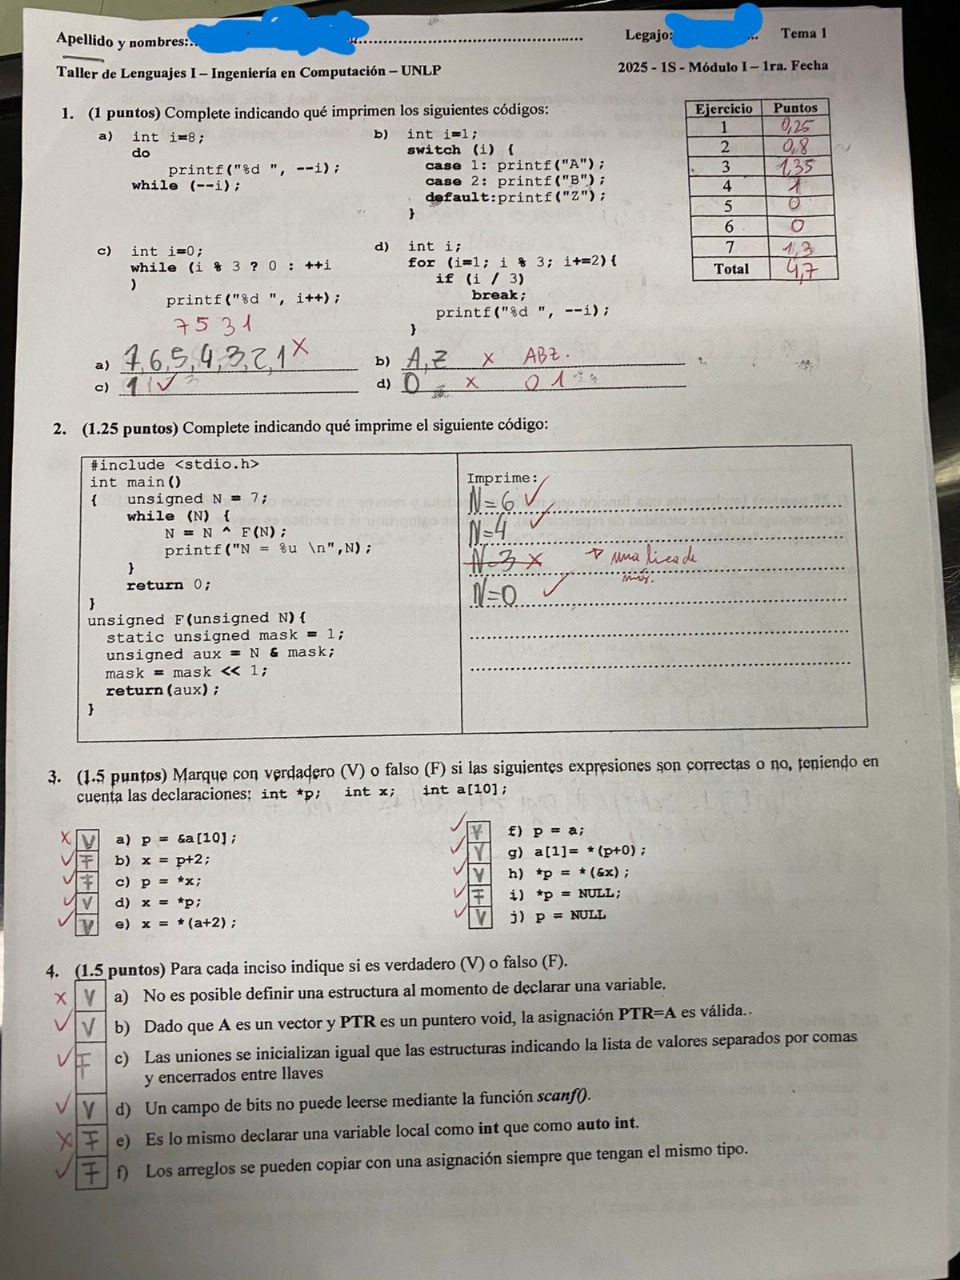 Apellido y nombres:
Legajo:
Tema 1
Taller de Lenguajes I – Ingeniería en Computación – UNLP
2025 - 1S - Módulo I – 1ra. Fecha
Ejercicio Puntos
1 0,25
2 0,8
3 1,35
4 1
5 0
6 0
7 1,3
Total 4,7
1. (1 puntos) Complete indicando qué imprimen los siguientes códigos:
a) int i=8;
do
printf("%d ", --i);
while (--i);
b) int i=1;
switch (i) {
case 1: printf("A");
case 2: printf("B");
default:printf("Z");
}
c) int i=0;
while (i % 3 ? 0 : ++i
)
printf("%d ", i++);
d) int i;
for (i=1; i % 3; i+=2){
if (i / 3)
break;
printf("%d ", --i);
}
7 5 3 1
a) 7,6,5,4,3,2,1 X
b) A,Z X ABZ.
c) 1 ✓
d) 0 X 0 1
2. (1.25 puntos) Complete indicando qué imprime el siguiente código:
#include <stdio.h>
int main()
{ unsigned N = 7;
while (N) {
N = N ^ F(N);
printf("N = %u \n",N);
}
return 0;
}
unsigned F(unsigned N){
static unsigned mask = 1;
unsigned aux = N & mask;
mask = mask << 1;
return(aux);
}
Imprime:
N=6 ✓
N=4 ✓
N=3 X → una linea de
más.
N=0 ✓
3. (1.5 puntos) Marque con verdadero (V) o falso (F) si las siguientes expresiones son correctas o no, teniendo en
cuenta las declaraciones: int *p; int x; int a[10];
X V a) p = &a[10];
✓ F b) x = p+2;
✓ F c) p = *x;
✓ V d) x = *p;
✓ V e) x = *(a+2);
✓ V f) p = a;
✓ V g) a[1]= *(p+0);
✓ V h) *p = *(&x);
✓ F i) *p = NULL;
✓ V j) p = NULL
4. (1.5 puntos) Para cada inciso indique si es verdadero (V) o falso (F).
X V a) No es posible definir una estructura al momento de declarar una variable.
✓ V b) Dado que A es un vector y PTR es un puntero void, la asignación PTR=A es válida.
✓ F c) Las uniones se inicializan igual que las estructuras indicando la lista de valores separados por comas
y encerrados entre llaves
✓ V d) Un campo de bits no puede leerse mediante la función scanf().
X F e) Es lo mismo declarar una variable local como int que como auto int.
✓ F f) Los arreglos se pueden copiar con una asignación siempre que tengan el mismo tipo.